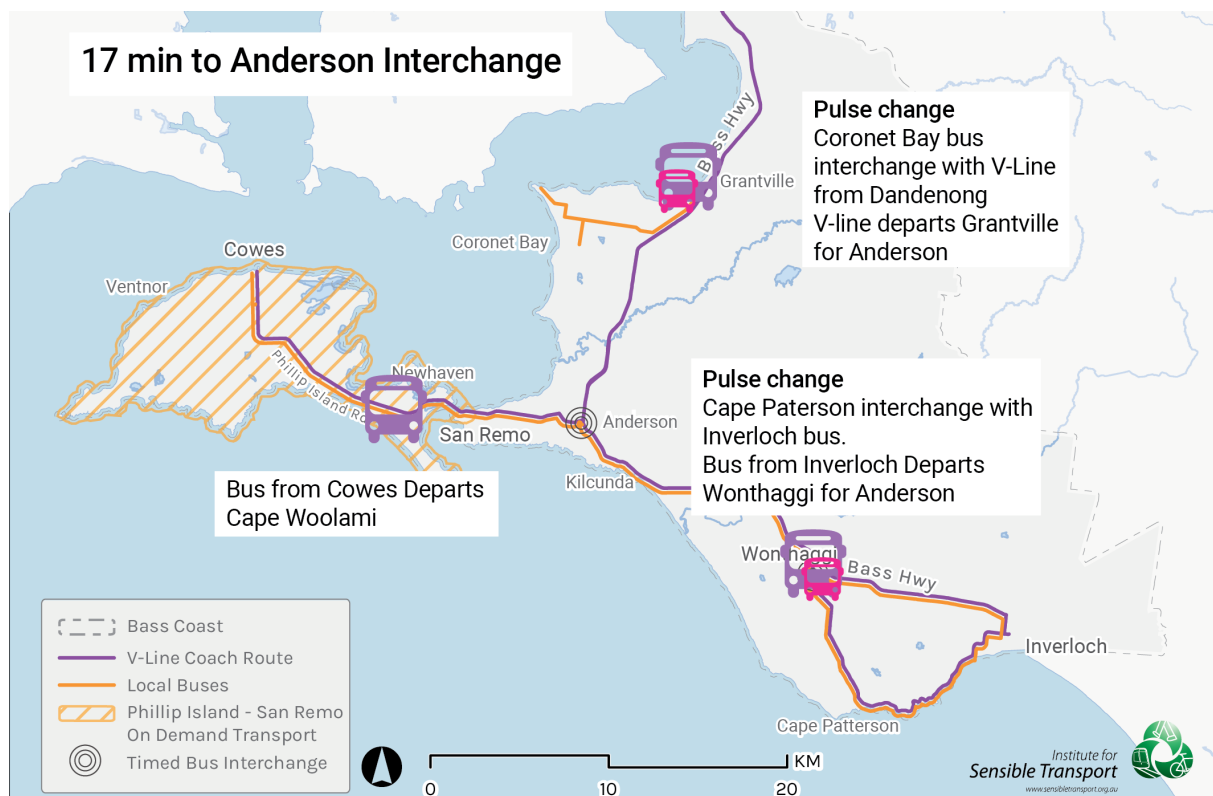 17 min to Anderson Interchange
Bass Hwy
Pulse change
Coronet Bay bus
interchange with V-Line
from Dandenong
V-line departs Grantville
for Anderson
Grantville
Coronet Bay
Cowes
Ventnor
Phillip Island
Newhaven
San Remo
Anderson
Kilcunda
Pulse change
Cape Paterson interchange with
Inverloch bus.
Bus from Inverloch Departs
Wonthaggi for Anderson
Bus from Cowes Departs
Cape Woolami
Wonthaggi
Bass Hwy
Inverloch
Cape Patterson
Bass Coast
V-Line Coach Route
Local Buses
Phillip Island - San Remo
On Demand Transport
Timed Bus Interchange
0
10
20
KM
Institute for
Sensible Transport
www.sensibletransport.org.au